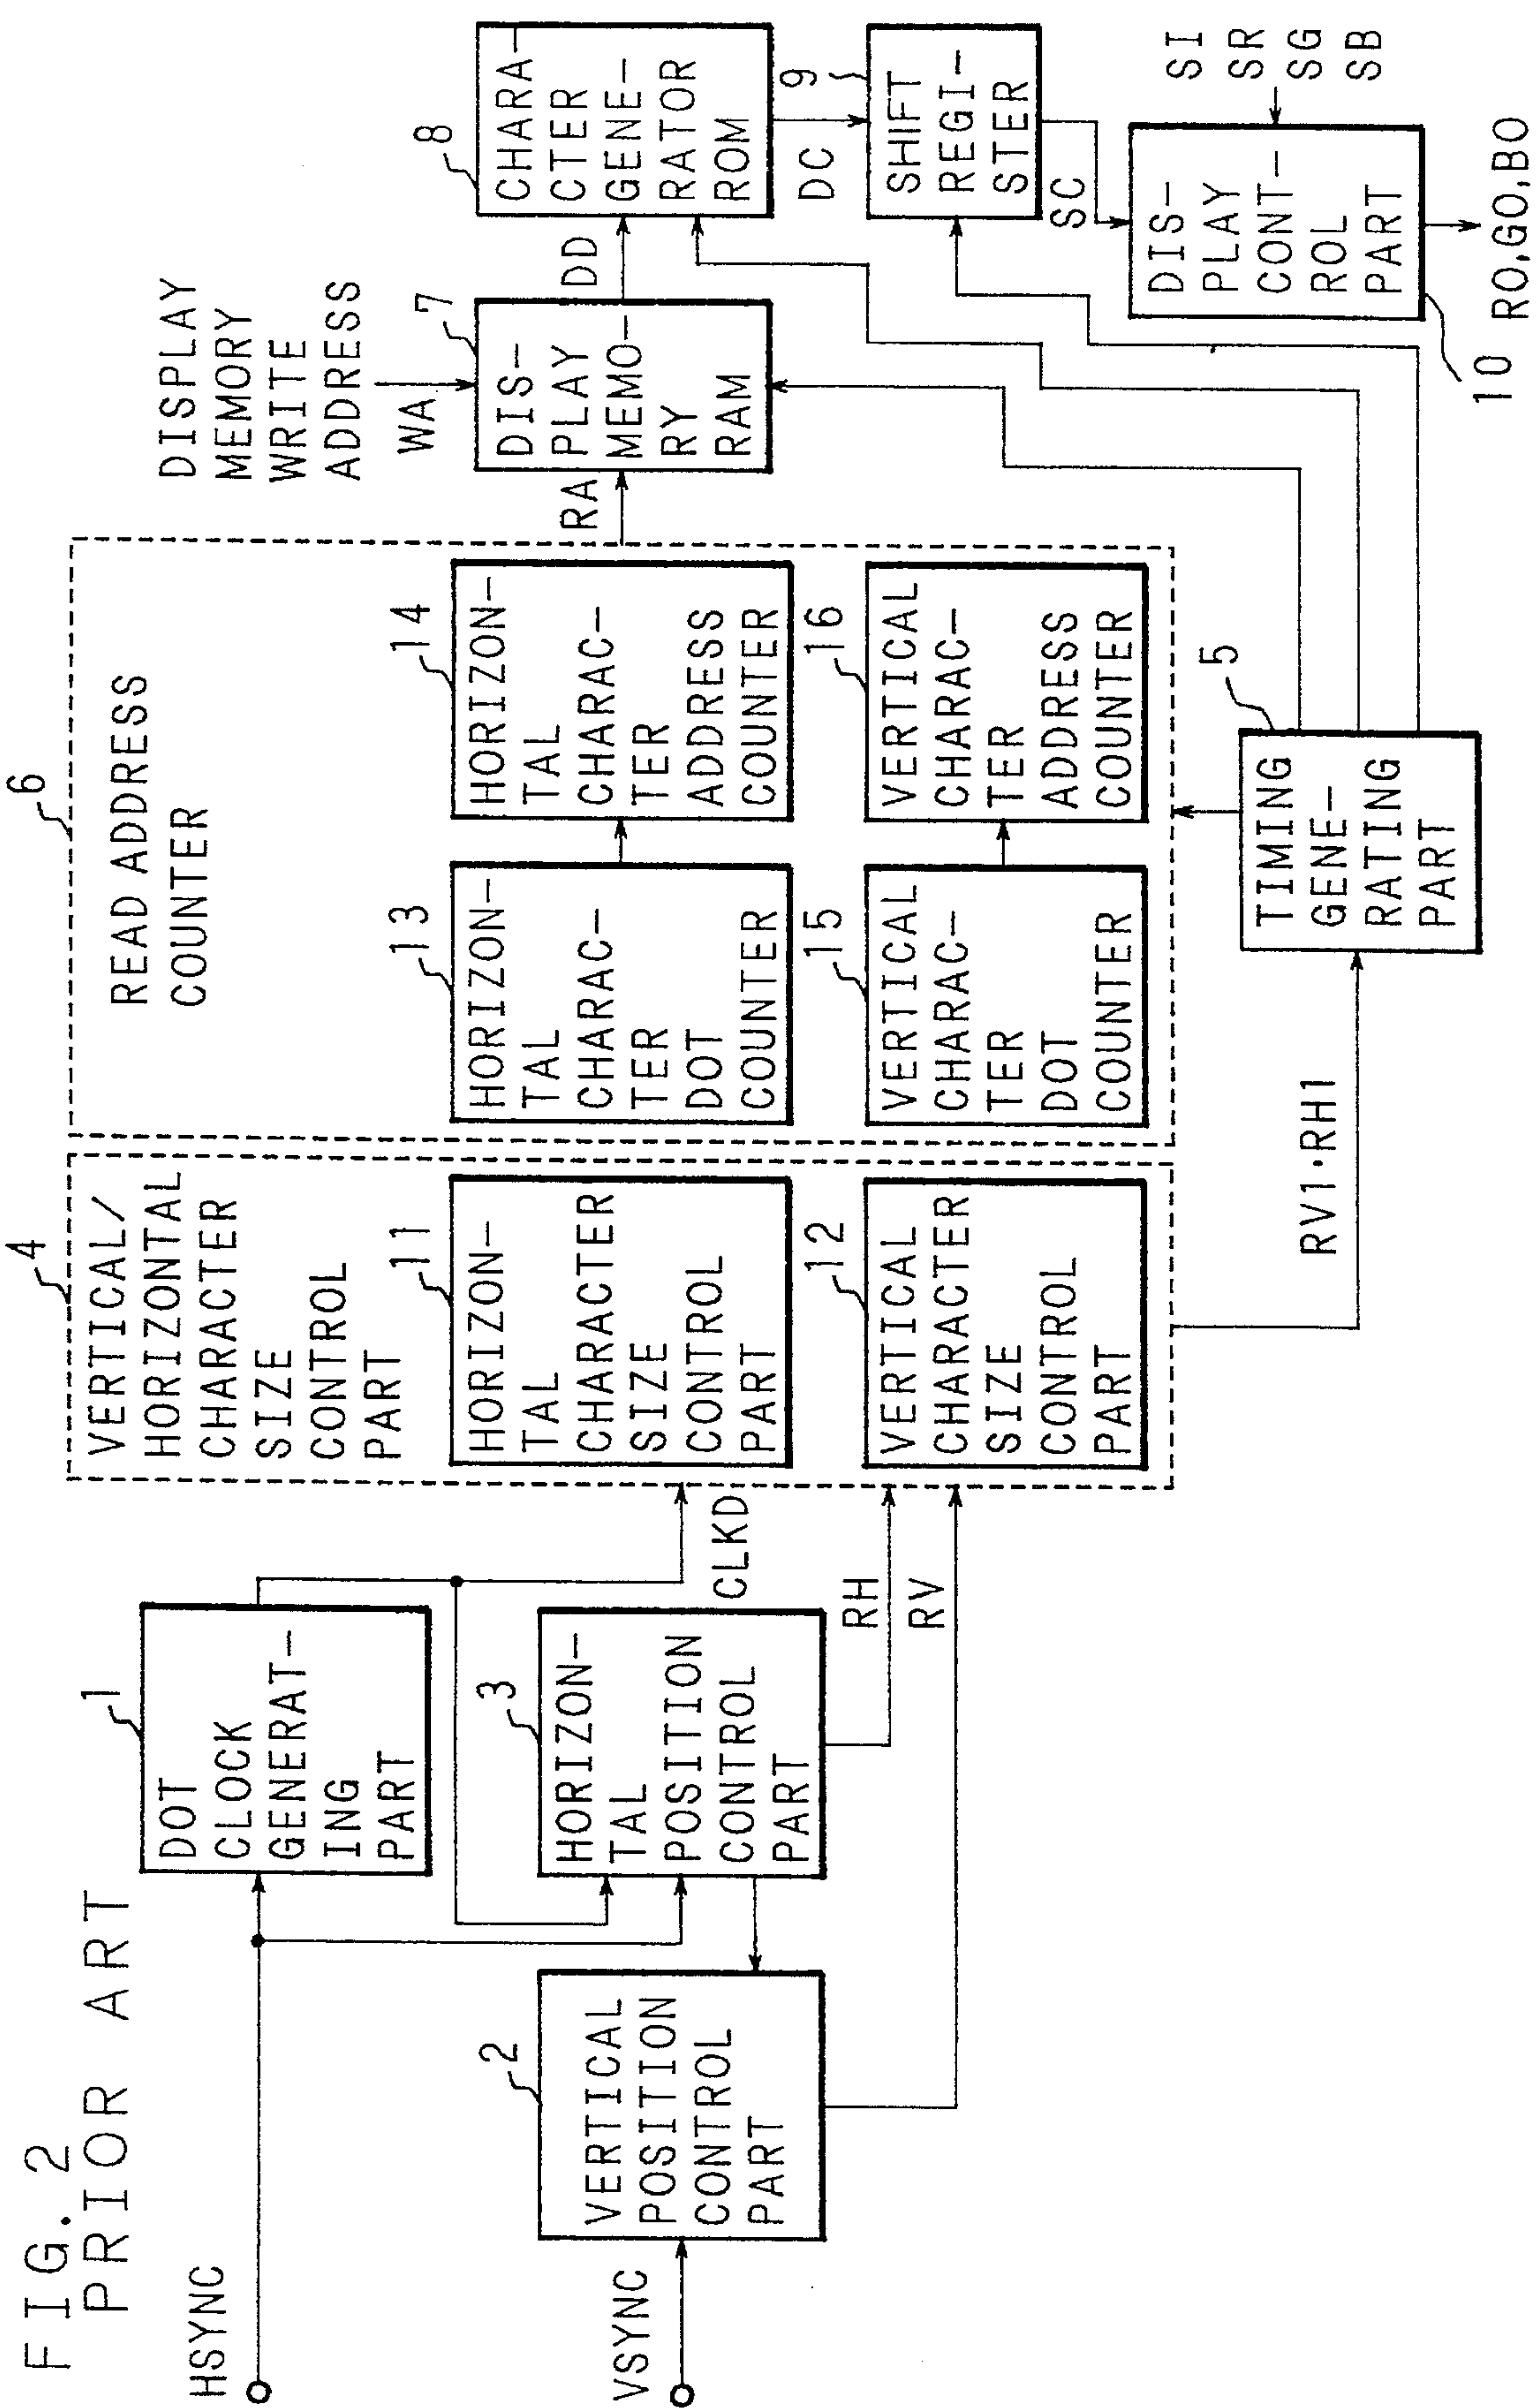 FIG.2
PRIOR ART
HSYNC
VSYNC
1
DOT
CLOCK
GENERAT-
ING
PART
2
VERTICAL
POSITION
CONTROL
PART
3
HORIZON-
TAL
POSITION
CONTROL
PART
CLKD
RH
RV
4
VERTICAL/
HORIZONTAL
CHARACTER
SIZE
CONTROL
PART
11
HORIZON-
TAL
CHARACTER
SIZE
CONTROL
PART
12
VERTICAL
CHARACTER
SIZE
CONTROL
PART
RV1·RH1
6
READ ADDRESS
COUNTER
13
HORIZON-
TAL
CHARAC-
TER
DOT
COUNTER
14
HORIZON-
TAL
CHARAC-
TER
ADDRESS
COUNTER
15
VERTICAL
CHARAC-
TER
DOT
COUNTER
16
VERTICAL
CHARAC-
TER
ADDRESS
COUNTER
5
TIMING
GENE-
RATING
PART
DISPLAY
MEMORY
WRITE
ADDRESS
WA
RA
7
DIS-
PLAY
MEMO-
RY
RAM
DD
8
CHARA-
CTER
GENE-
RATOR
ROM
DC
9
SHIFT
REGI-
STER
SC
10
DIS-
PLAY
CONT-
ROL
PART
SI
SR
SG
SB
RO,GO,BO